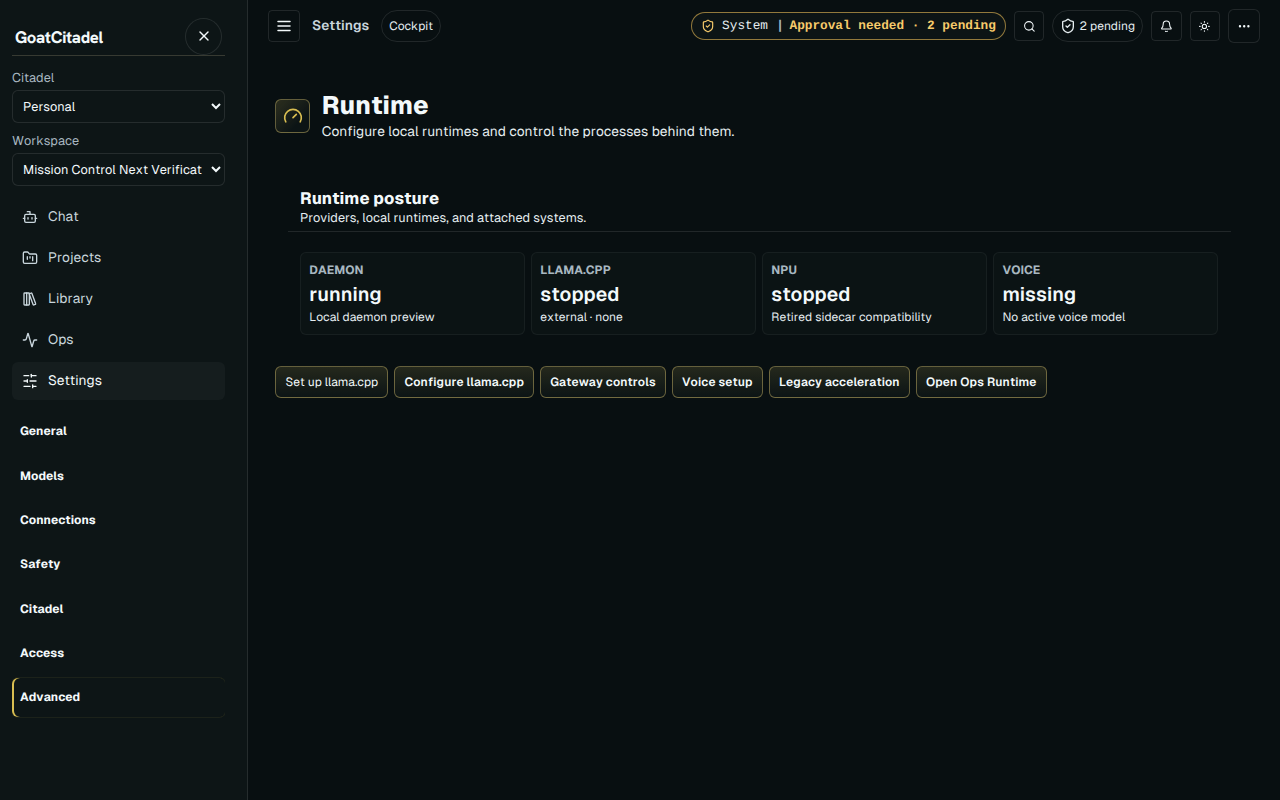 GoatCitadel
Citadel
Personal
Workspace
Mission Control Next Verificat
Chat
Projects
Library
Ops
Settings
General
Models
Connections
Safety
Citadel
Access
Advanced
Settings
Cockpit
System | Approval needed · 2 pending
2 pending
Runtime
Configure local runtimes and control the processes behind them.
Runtime posture
Providers, local runtimes, and attached systems.
DAEMON
running
Local daemon preview
LLAMA.CPP
stopped
external · none
NPU
stopped
Retired sidecar compatibility
VOICE
missing
No active voice model
Set up llama.cpp
Configure llama.cpp
Gateway controls
Voice setup
Legacy acceleration
Open Ops Runtime